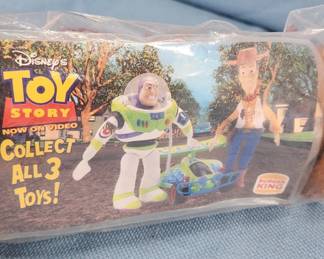 Disney's
TOY
STORY
NOW ON VIDEO
COLLECT
ALL 3
TOYS!
BURGER
KING